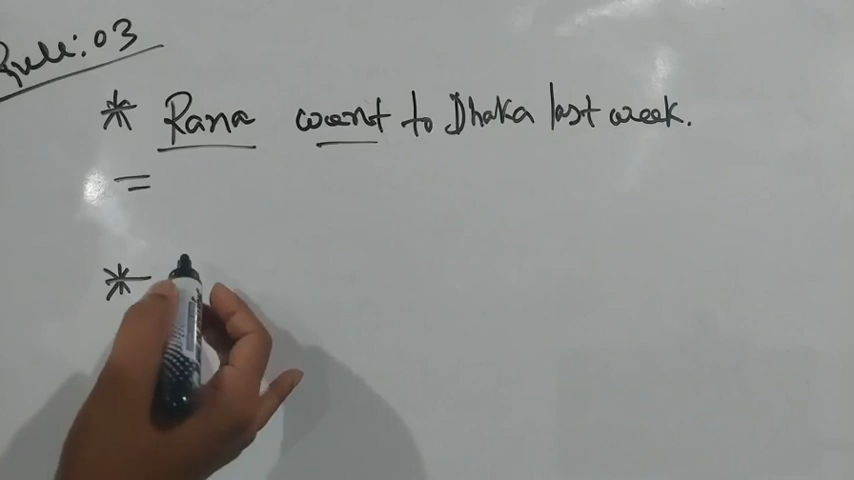 Rule: 03
* Rana went to Dhaka last week.
=
*